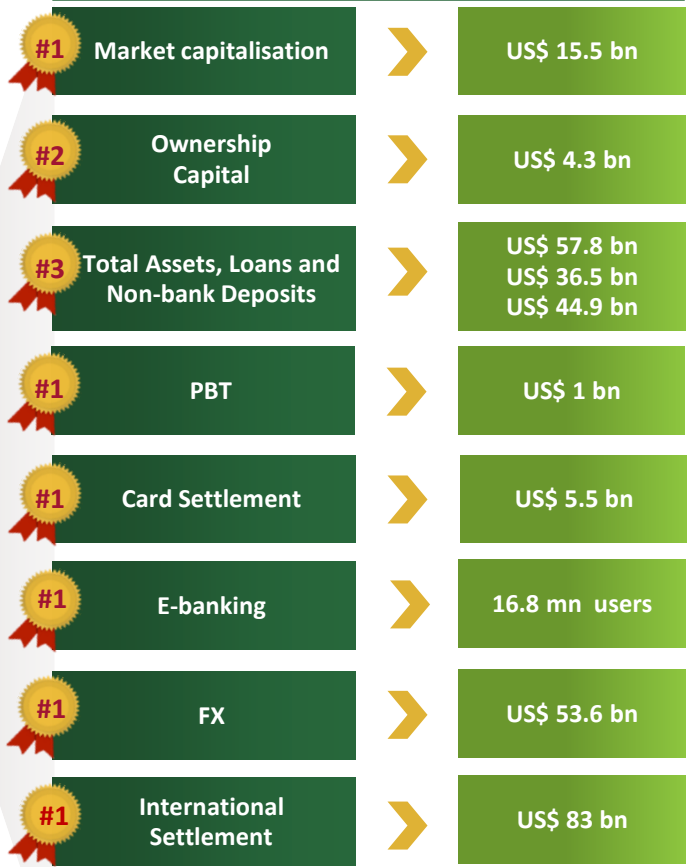 #1
Market capitalisation
US$ 15.5 bn
#2
Ownership
Capital
US$ 4.3 bn
#3
Total Assets, Loans and
Non-bank Deposits
US$ 57.8 bn
US$ 36.5 bn
US$ 44.9 bn
#1
PBT
US$ 1 bn
#1
Card Settlement
US$ 5.5 bn
#1
E-banking
16.8 mn users
#1
FX
US$ 53.6 bn
#1
International
Settlement
US$ 83 bn